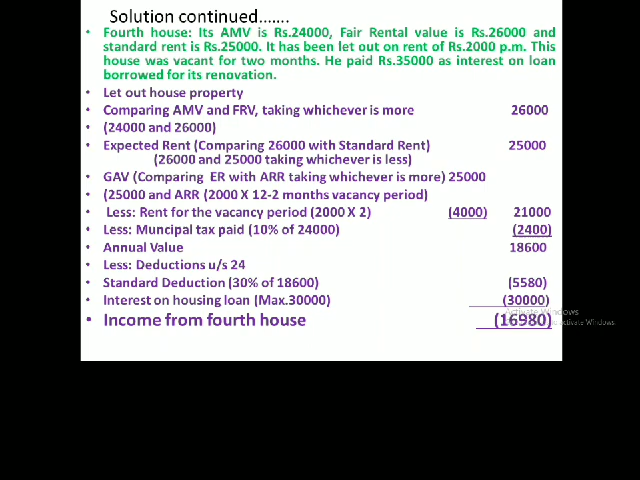 Solution continued.......
• Fourth house: Its AMV is Rs.24000, Fair Rental value is Rs.26000 and
standard rent is Rs.25000. It has been let out on rent of Rs.2000 p.m. This
house was vacant for two months. He paid Rs.35000 as interest on loan
borrowed for its renovation.
• Let out house property
• Comparing AMV and FRV, taking whichever is more 26000
• (24000 and 26000)
• Expected Rent (Comparing 26000 with Standard Rent) 25000
(26000 and 25000 taking whichever is less)
• GAV (Comparing ER with ARR taking whichever is more) 25000
• (25000 and ARR (2000 X 12-2 months vacancy period)
• Less: Rent for the vacancy period (2000 X 2) (4000) 21000
• Less: Muncipal tax paid (10% of 24000) (2400)
• Annual Value 18600
• Less: Deductions u/s 24
• Standard Deduction (30% of 18600) (5580)
• Interest on housing loan (Max.30000) (30000)
Activate Windows
• Income from fourth house (16980)
activate Windows.